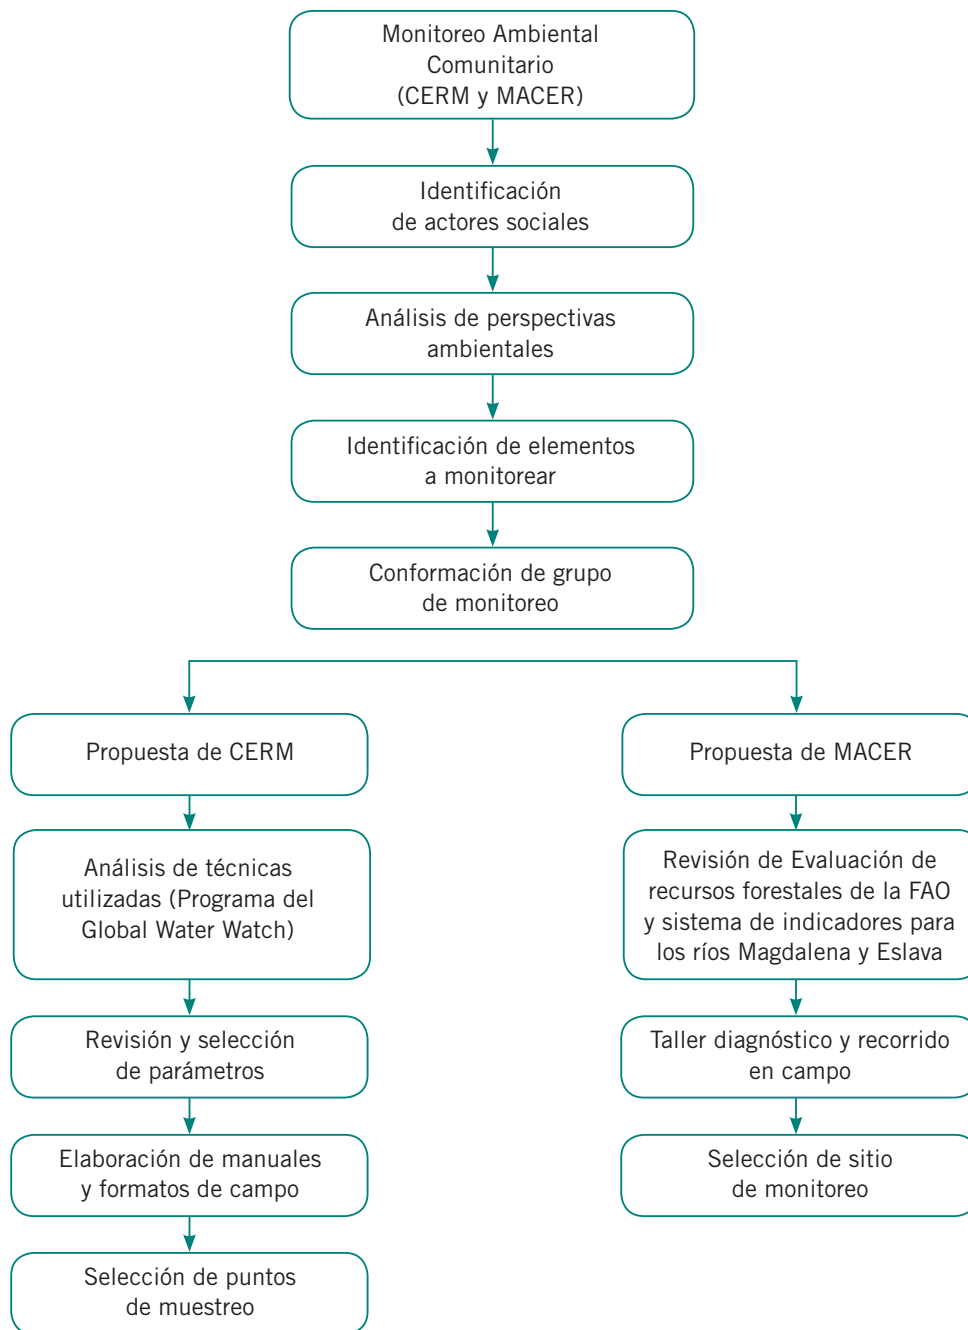 Monitoreo Ambiental
Comunitario
(CERM y MACER)
Identificación
de actores sociales
Análisis de perspectivas
ambientales
Identificación de elementos
a monitorear
Conformación de grupo
de monitoreo
Propuesta de CERM
Análisis de técnicas
utilizadas (Programa del
Global Water Watch)
Revisión y selección
de parámetros
Elaboración de manuales
y formatos de campo
Selección de puntos
de muestreo
Propuesta de MACER
Revisión de Evaluación de
recursos forestales de la FAO
y sistema de indicadores para
los ríos Magdalena y Eslava
Taller diagnóstico y recorrido
en campo
Selección de sitio
de monitoreo